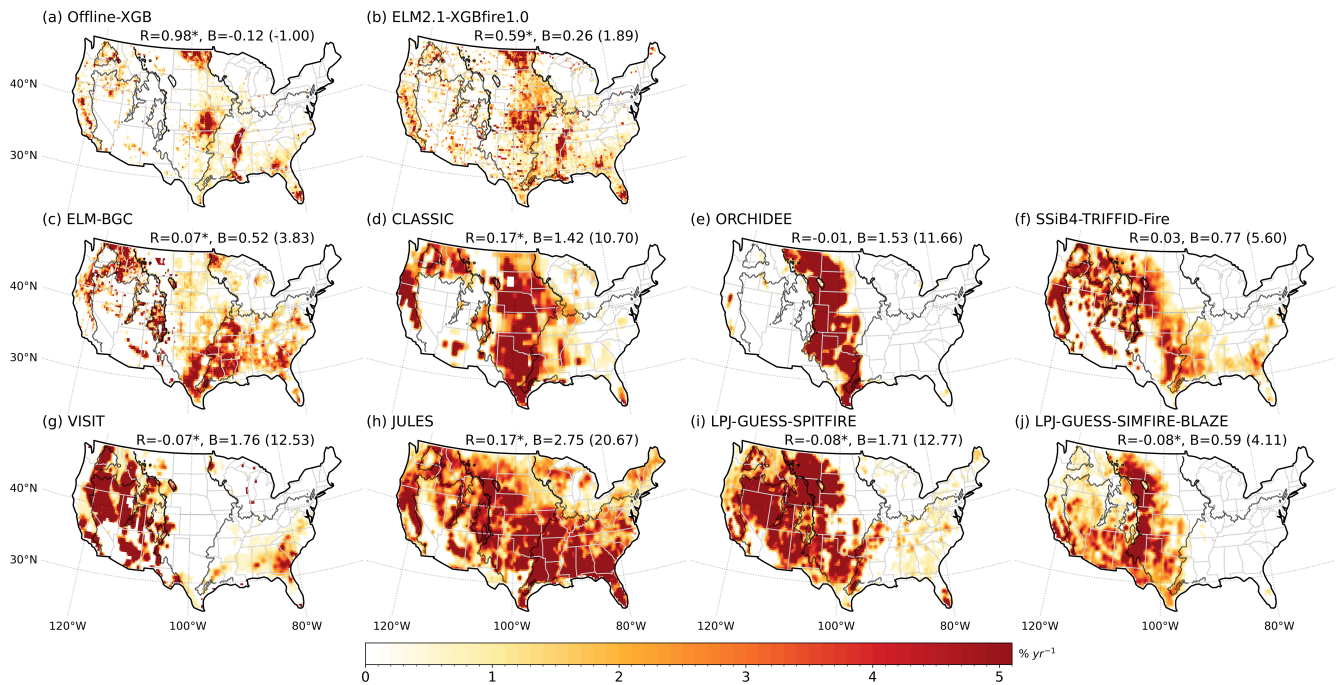 (a) Offline-XGB
R=0.98*, B=-0.12 (-1.00)
(b) ELM2.1-XGBfire1.0
R=0.59*, B=0.26 (1.89)
40°N
30°N
(c) ELM-BGC
R=0.07*, B=0.52 (3.83)
(d) CLASSIC
R=0.17*, B=1.42 (10.70)
(e) ORCHIDEE
R=-0.01, B=1.53 (11.66)
(f) SSiB4-TRIFFID-Fire
R=0.03, B=0.77 (5.60)
40°N
30°N
(g) VISIT
R=-0.07*, B=1.76 (12.53)
(h) JULES
R=0.17*, B=2.75 (20.67)
(i) LPJ-GUESS-SPITFIRE
R=-0.08*, B=1.71 (12.77)
(j) LPJ-GUESS-SIMFIRE-BLAZE
R=-0.08*, B=0.59 (4.11)
40°N
30°N
120°W 100°W 80°W 120°W 100°W 80°W 120°W 100°W 80°W 120°W 100°W 80°W
0 1 2 3 4 5 % yr⁻¹